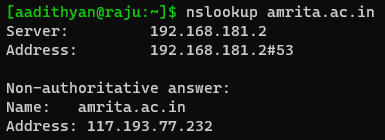 [aadithyan@raju:~]$ nslookup amrita.ac.in
Server:         192.168.181.2
Address:        192.168.181.2#53

Non-authoritative answer:
Name:   amrita.ac.in
Address: 117.193.77.232